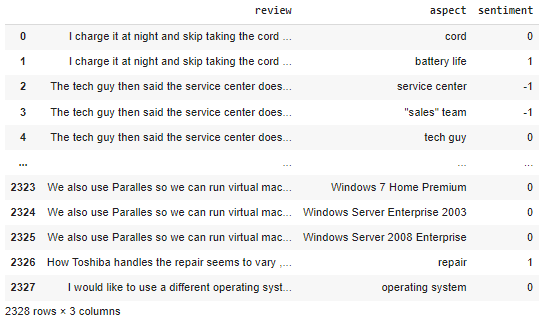 review aspect sentiment
0 I charge it at night and skip taking the cord ... cord 0
1 I charge it at night and skip taking the cord ... battery life 1
2 The tech guy then said the service center does... service center -1
3 The tech guy then said the service center does... "sales" team -1
4 The tech guy then said the service center does... tech guy 0
... ... ... ...
2323 We also use Paralles so we can run virtual mac... Windows 7 Home Premium 0
2324 We also use Paralles so we can run virtual mac... Windows Server Enterprise 2003 0
2325 We also use Paralles so we can run virtual mac... Windows Server 2008 Enterprise 0
2326 How Toshiba handles the repair seems to vary ,... repair 1
2327 I would like to use a different operating syst... operating system 0
2328 rows × 3 columns